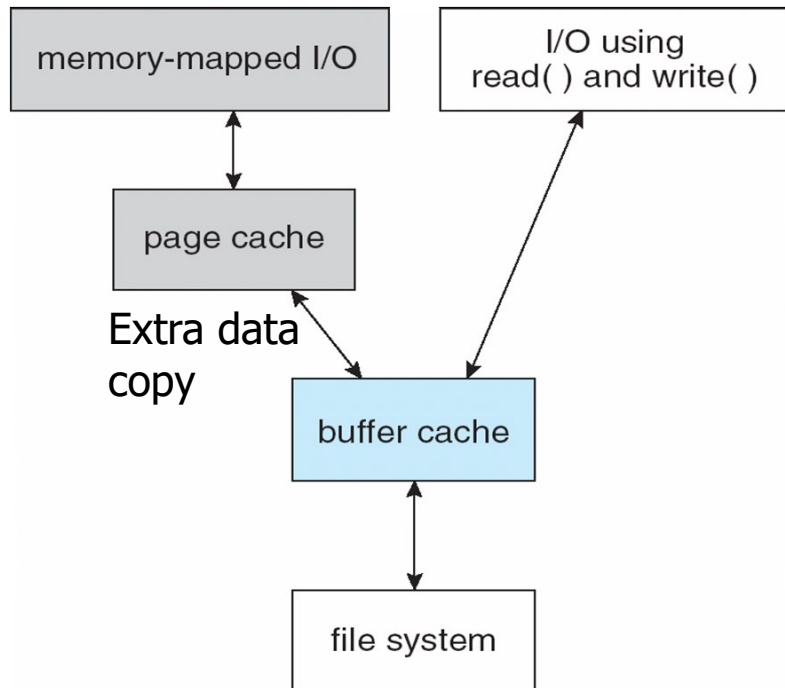 memory-mapped I/O
I/O using
read( ) and write( )
page cache
Extra data
copy
buffer cache
file system